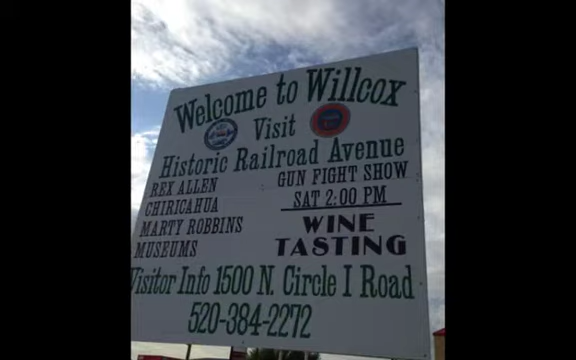 Welcome to Willcox
Visit
Historic Railroad Avenue
REX ALLEN
CHIRICAHUA
MARTY ROBBINS
MUSEUMS
GUN FIGHT SHOW
SAT 2:00 PM
WINE
TASTING
Visitor Info 1500 N. Circle I Road
520-384-2272